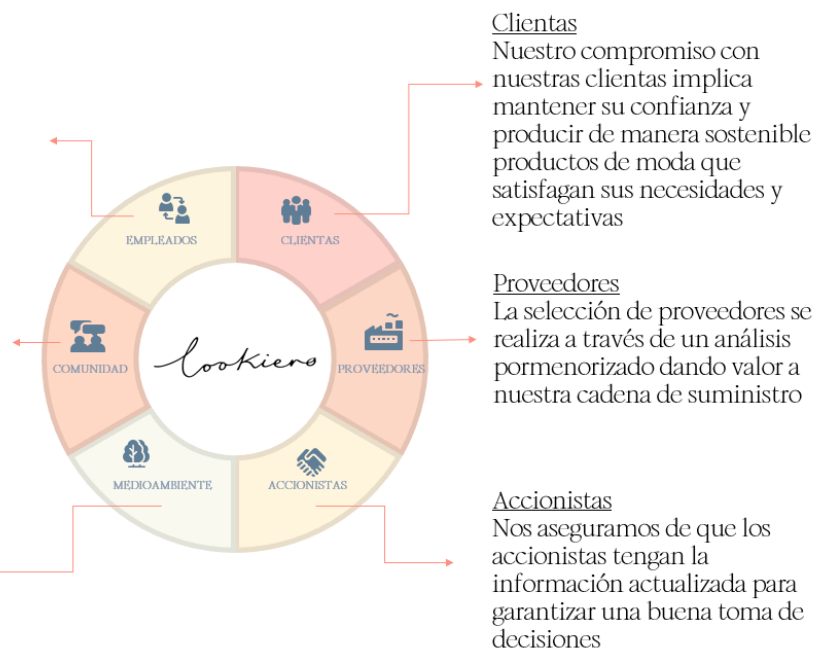 Clientas
Nuestro compromiso con
nuestras clientas implica
mantener su confianza y
producir de manera sostenible
productos de moda que
satisfagan sus necesidades y
expectativas
EMPLEADOS
CLIENTAS
Proveedores
La selección de proveedores se
realiza a través de un análisis
pormenorizado dando valor a
nuestra cadena de suministro
COMUNIDAD
lookiero
PROVEEDORES
MEDIOAMBIENTE
ACCIONISTAS
Accionistas
Nos aseguramos de que los
accionistas tengan la
información actualizada para
garantizar una buena toma de
decisiones